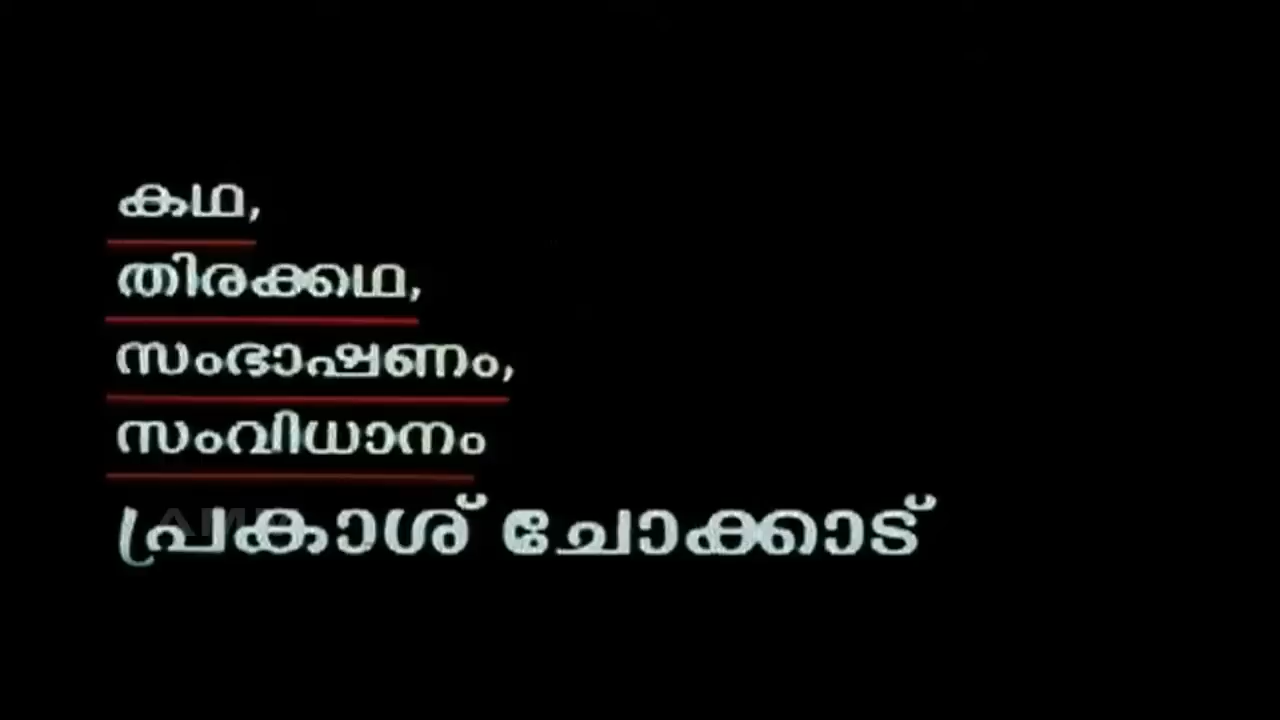 കഥ,
തിരക്കഥ,
സംഭാഷണം,
സംവിധാനം
പ്രകാശ് ചോക്കാട്